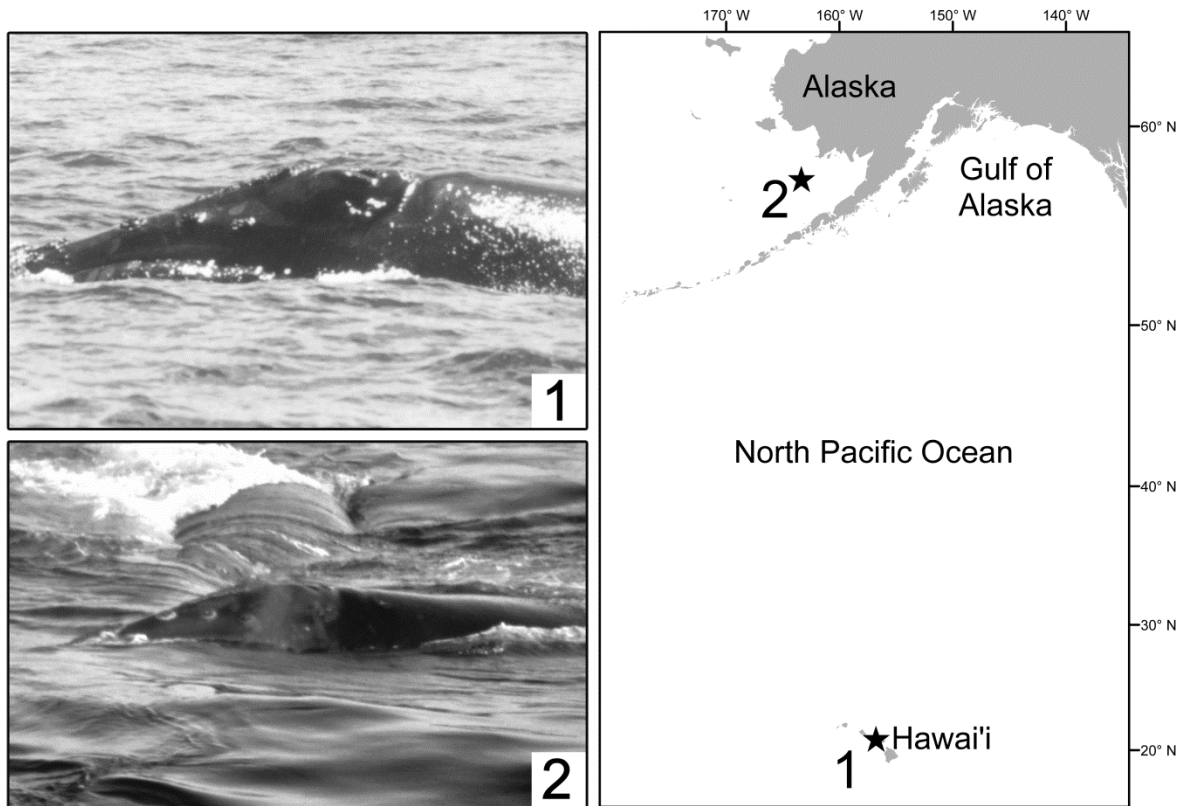 170° W
160° W
150° W
140° W
Alaska
60° N
Gulf of
Alaska
2
50° N
1
North Pacific Ocean
40° N
30° N
Hawai'i
1
20° N
2